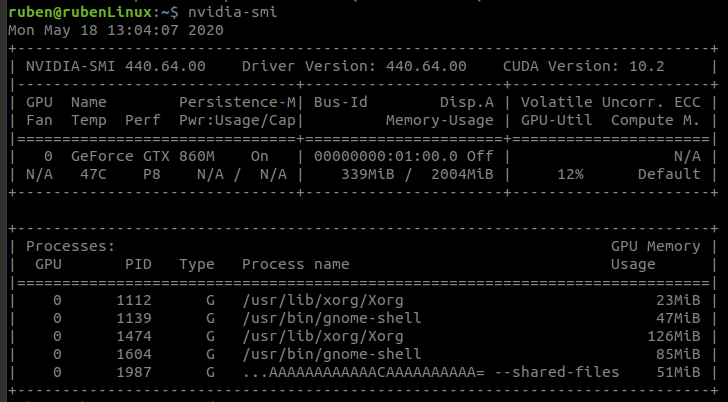 ruben@rubenLinux:~$ nvidia-smi
Mon May 18 13:04:07 2020
+-----------------------------------------------------------------------------+
| NVIDIA-SMI 440.64.00    Driver Version: 440.64.00    CUDA Version: 10.2     |
|-------------------------------+----------------------+----------------------+
| GPU  Name        Persistence-M| Bus-Id        Disp.A | Volatile Uncorr. ECC |
| Fan  Temp  Perf  Pwr:Usage/Cap|         Memory-Usage | GPU-Util  Compute M. |
|===============================+======================+======================|
|   0  GeForce GTX 860M    On   | 00000000:01:00.0 Off |                  N/A |
| N/A   47C    P8    N/A /  N/A |    339MiB /  2004MiB |     12%      Default |
+-------------------------------+----------------------+----------------------+

+-----------------------------------------------------------------------------+
| Processes:                                                       GPU Memory |
|  GPU       PID   Type   Process name                             Usage      |
|=============================================================================|
|    0      1112      G   /usr/lib/xorg/Xorg                            23MiB |
|    0      1139      G   /usr/bin/gnome-shell                          47MiB |
|    0      1474      G   /usr/lib/xorg/Xorg                           126MiB |
|    0      1604      G   /usr/bin/gnome-shell                          85MiB |
|    0      1987      G   ...AAAAAAAAAAAACAAAAAAAAAA= --shared-files    51MiB |
+-----------------------------------------------------------------------------+